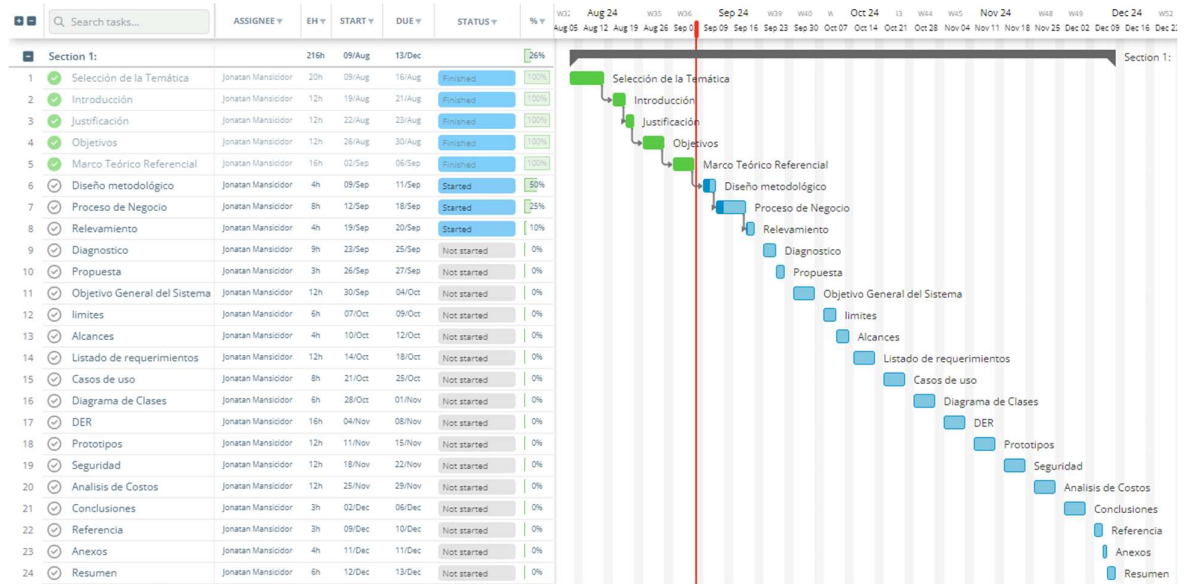 Search tasks... ASSIGNEE EH START DUE STATUS %
W32 Aug 24 W35 W36 Sep 24 W39 W40 W. Oct 24 I3 W44 W45 Nov 24 W48 W49 Dec 24 W52
Aug 05 Aug 12 Aug 19 Aug 26 Sep 0 Sep 09 Sep 16 Sep 23 Sep 30 Oct 07 Oct 14 Oct 21 Oct 28 Nov 04 Nov 11 Nov 18 Nov 25 Dec 02 Dec 09 Dec 16 Dec 23
Section 1: 216h 09/Aug 13/Dec 26% Section 1:
1 Selección de la Temática Jonatan Mansicidor 20h 09/Aug 16/Aug Finished 100% Selección de la Temática
2 Introducción Jonatan Mansicidor 12h 19/Aug 21/Aug Finished 100% Introducción
3 Justificación Jonatan Mansicidor 12h 22/Aug 23/Aug Finished 100% Justificación
4 Objetivos Jonatan Mansicidor 12h 26/Aug 30/Aug Finished 100% Objetivos
5 Marco Teórico Referencial Jonatan Mansicidor 16h 02/Sep 06/Sep Finished 100% Marco Teórico Referencial
6 Diseño metodológico Jonatan Mansicidor 4h 09/Sep 11/Sep Started 50% Diseño metodológico
7 Proceso de Negocio Jonatan Mansicidor 8h 12/Sep 18/Sep Started 25% Proceso de Negocio
8 Relevamiento Jonatan Mansicidor 4h 19/Sep 20/Sep Started 10% Relevamiento
9 Diagnostico Jonatan Mansicidor 9h 23/Sep 25/Sep Not started 0% Diagnostico
10 Propuesta Jonatan Mansicidor 3h 26/Sep 27/Sep Not started 0% Propuesta
11 Objetivo General del Sistema Jonatan Mansicidor 12h 30/Sep 04/Oct Not started 0% Objetivo General del Sistema
12 limites Jonatan Mansicidor 6h 07/Oct 09/Oct Not started 0% limites
13 Alcances Jonatan Mansicidor 4h 10/Oct 12/Oct Not started 0% Alcances
14 Listado de requerimientos Jonatan Mansicidor 12h 14/Oct 18/Oct Not started 0% Listado de requerimientos
15 Casos de uso Jonatan Mansicidor 8h 21/Oct 25/Oct Not started 0% Casos de uso
16 Diagrama de Clases Jonatan Mansicidor 6h 28/Oct 01/Nov Not started 0% Diagrama de Clases
17 DER Jonatan Mansicidor 16h 04/Nov 08/Nov Not started 0% DER
18 Prototipos Jonatan Mansicidor 12h 11/Nov 15/Nov Not started 0% Prototipos
19 Seguridad Jonatan Mansicidor 12h 18/Nov 22/Nov Not started 0% Seguridad
20 Analisis de Costos Jonatan Mansicidor 12h 25/Nov 29/Nov Not started 0% Analisis de Costos
21 Conclusiones Jonatan Mansicidor 3h 02/Dec 06/Dec Not started 0% Conclusiones
22 Referencia Jonatan Mansicidor 3h 09/Dec 10/Dec Not started 0% Referencia
23 Anexos Jonatan Mansicidor 4h 11/Dec 11/Dec Not started 0% Anexos
24 Resumen Jonatan Mansicidor 6h 12/Dec 13/Dec Not started 0% Resumen